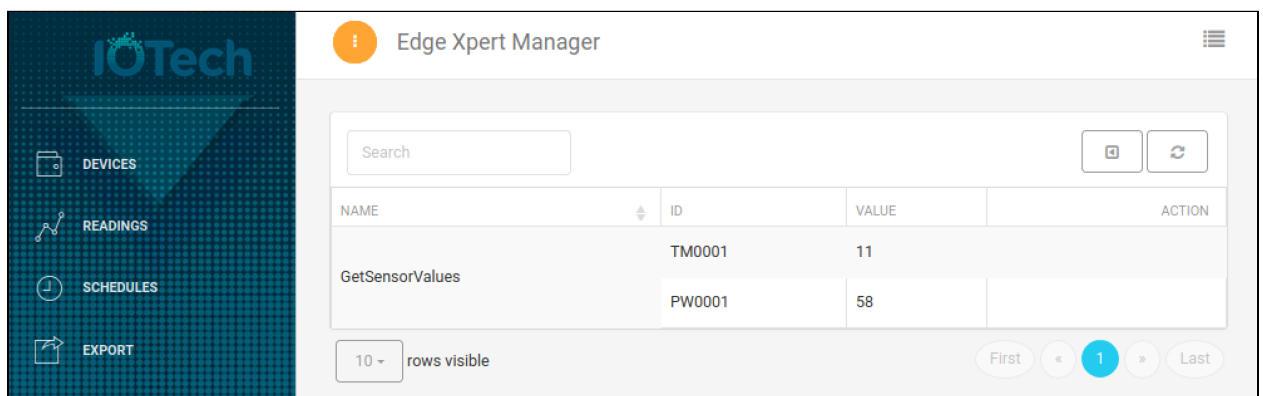 IOTech
Edge Xpert Manager
DEVICES
READINGS
SCHEDULES
EXPORT
Search
NAME ID VALUE ACTION
GetSensorValues
TM0001 11
PW0001 58
10 rows visible
First « 1 » Last